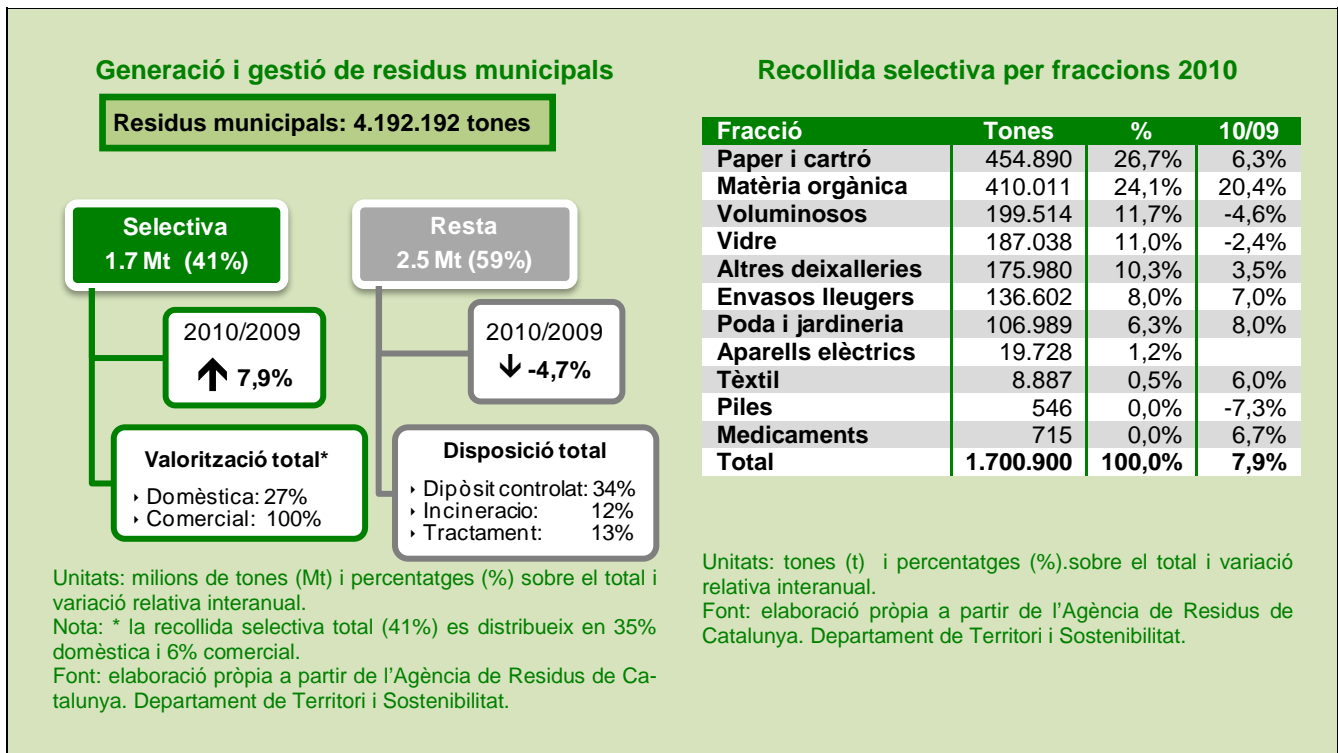 Generació i gestió de residus municipals
Residus municipals: 4.192.192 tones
Selectiva
1.7 Mt (41%)
Resta
2.5 Mt (59%)
2010/2009
↑ 7,9%
2010/2009
↓ -4,7%
Valorització total*
‣ Domèstica: 27%
‣ Comercial: 100%
Disposició total
‣ Dipòsit controlat: 34%
‣ Incineracio: 12%
‣ Tractament: 13%
Unitats: milions de tones (Mt) i percentatges (%) sobre el total i
variació relativa interanual.
Nota: * la recollida selectiva total (41%) es distribueix en 35%
domèstica i 6% comercial.
Font: elaboració pròpia a partir de l'Agència de Residus de Ca-
talunya. Departament de Territori i Sostenibilitat.
Recollida selectiva per fraccions 2010
Fracció Tones % 10/09
Paper i cartró 454.890 26,7% 6,3%
Matèria orgànica 410.011 24,1% 20,4%
Voluminosos 199.514 11,7% -4,6%
Vidre 187.038 11,0% -2,4%
Altres deixalleries 175.980 10,3% 3,5%
Envasos lleugers 136.602 8,0% 7,0%
Poda i jardineria 106.989 6,3% 8,0%
Aparells elèctrics 19.728 1,2%
Tèxtil 8.887 0,5% 6,0%
Piles 546 0,0% -7,3%
Medicaments 715 0,0% 6,7%
Total 1.700.900 100,0% 7,9%
Unitats: tones (t) i percentatges (%).sobre el total i variació
relativa interanual.
Font: elaboració pròpia a partir de l'Agència de Residus de
Catalunya. Departament de Territori i Sostenibilitat.